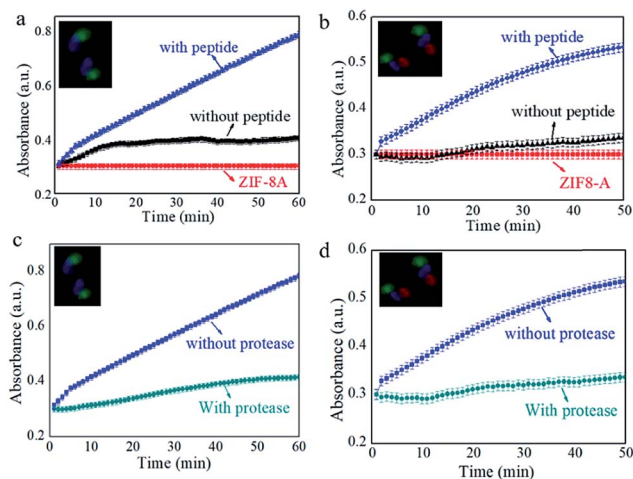 a
Absorbance (a.u.)
0.8
0.6
0.4
0.2
with peptide
without peptide
ZIF-8A
0 10 20 30 40 50 60
Time (min)
b
Absorbance (a.u.)
0.6
0.5
0.4
0.3
0.2
with peptide
without peptide
ZIF8-A
0 10 20 30 40 50
Time (min)
c
Absorbance (a.u.)
0.8
0.6
0.4
0.2
without protease
With protease
0 10 20 30 40 50 60
Time (min)
d
Absorbance (a.u.)
0.6
0.5
0.4
0.3
0.2
without protease
With protease
0 10 20 30 40 50
Time (min)